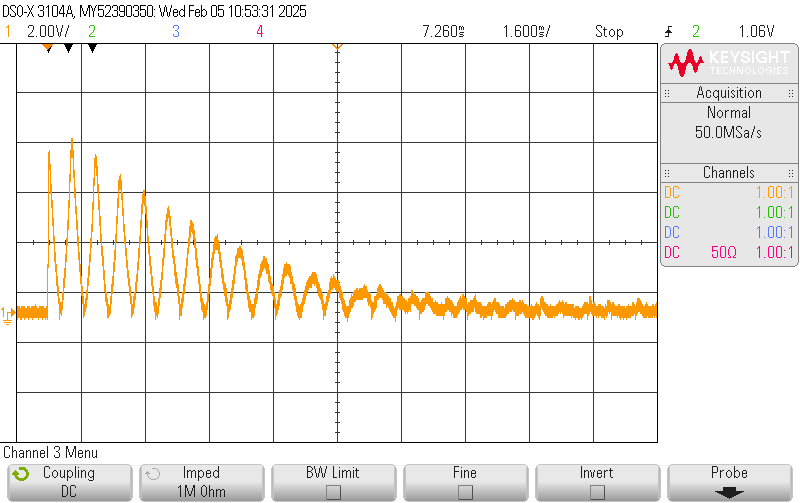 DSO-X 3104A, MY52390350: Wed Feb 05 10:53:31 2025
1 2.00V/ 2 3 4 7.260s 1.600s/ Stop 2 1.06V
KEYSIGHT
TECHNOLOGIES
Acquisition
Normal
50.0MSa/s
Channels
DC 1.00:1
DC 1.00:1
DC 1.00:1
DC 50Ω 1.00:1
1
Channel 3 Menu
Coupling
DC
Imped
1M Ohm
BW Limit
Fine
Invert
Probe